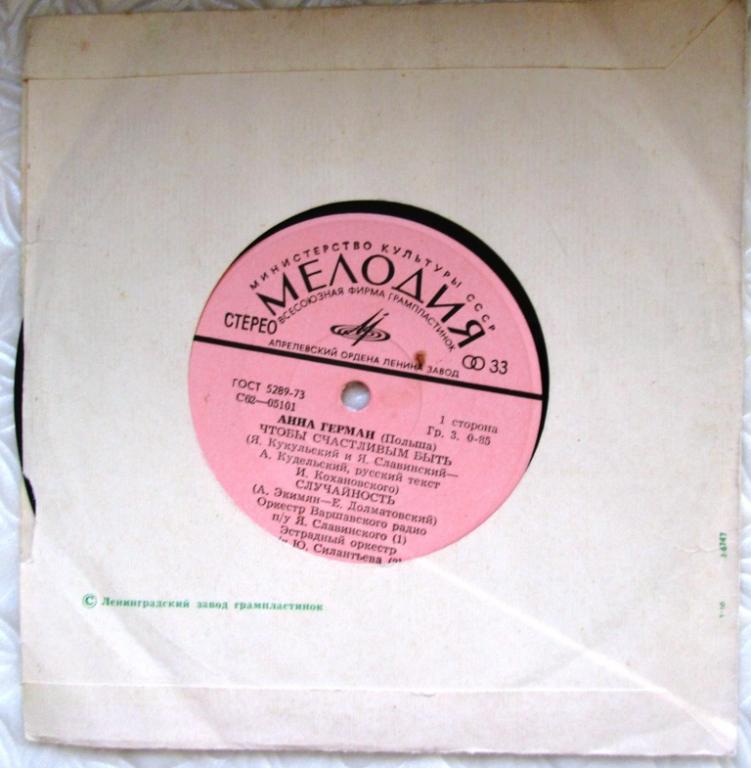 МИНИСТЕРСТВО КУЛЬТУРЫ СССР
МЕЛОДИЯ
ВСЕСОЮЗНАЯ ФИРМА ГРАМПЛАСТИНОК
СТЕРЕО
33
АПРЕЛЕВСКИЙ ОРДЕНА ЛЕНИНА ЗАВОД
ГОСТ 5289-73
С62—05101
1 сторона
Гр. 3. 0-85
АННА ГЕРМАН (Польша)
ЧТОБЫ СЧАСТЛИВЫМ БЫТЬ
(Я. Кукульский и Я. Славинский—
А. Кудельский, русский текст
И. Кохановского)
СЛУЧАЙНОСТЬ
(А. Экимян—Е. Долматовский)
Оркестр Варшавского радио
п/у Я. Славинского (1)
Эстрадный оркестр
Ю. Силантьева
© Ленинградский завод грампластинок